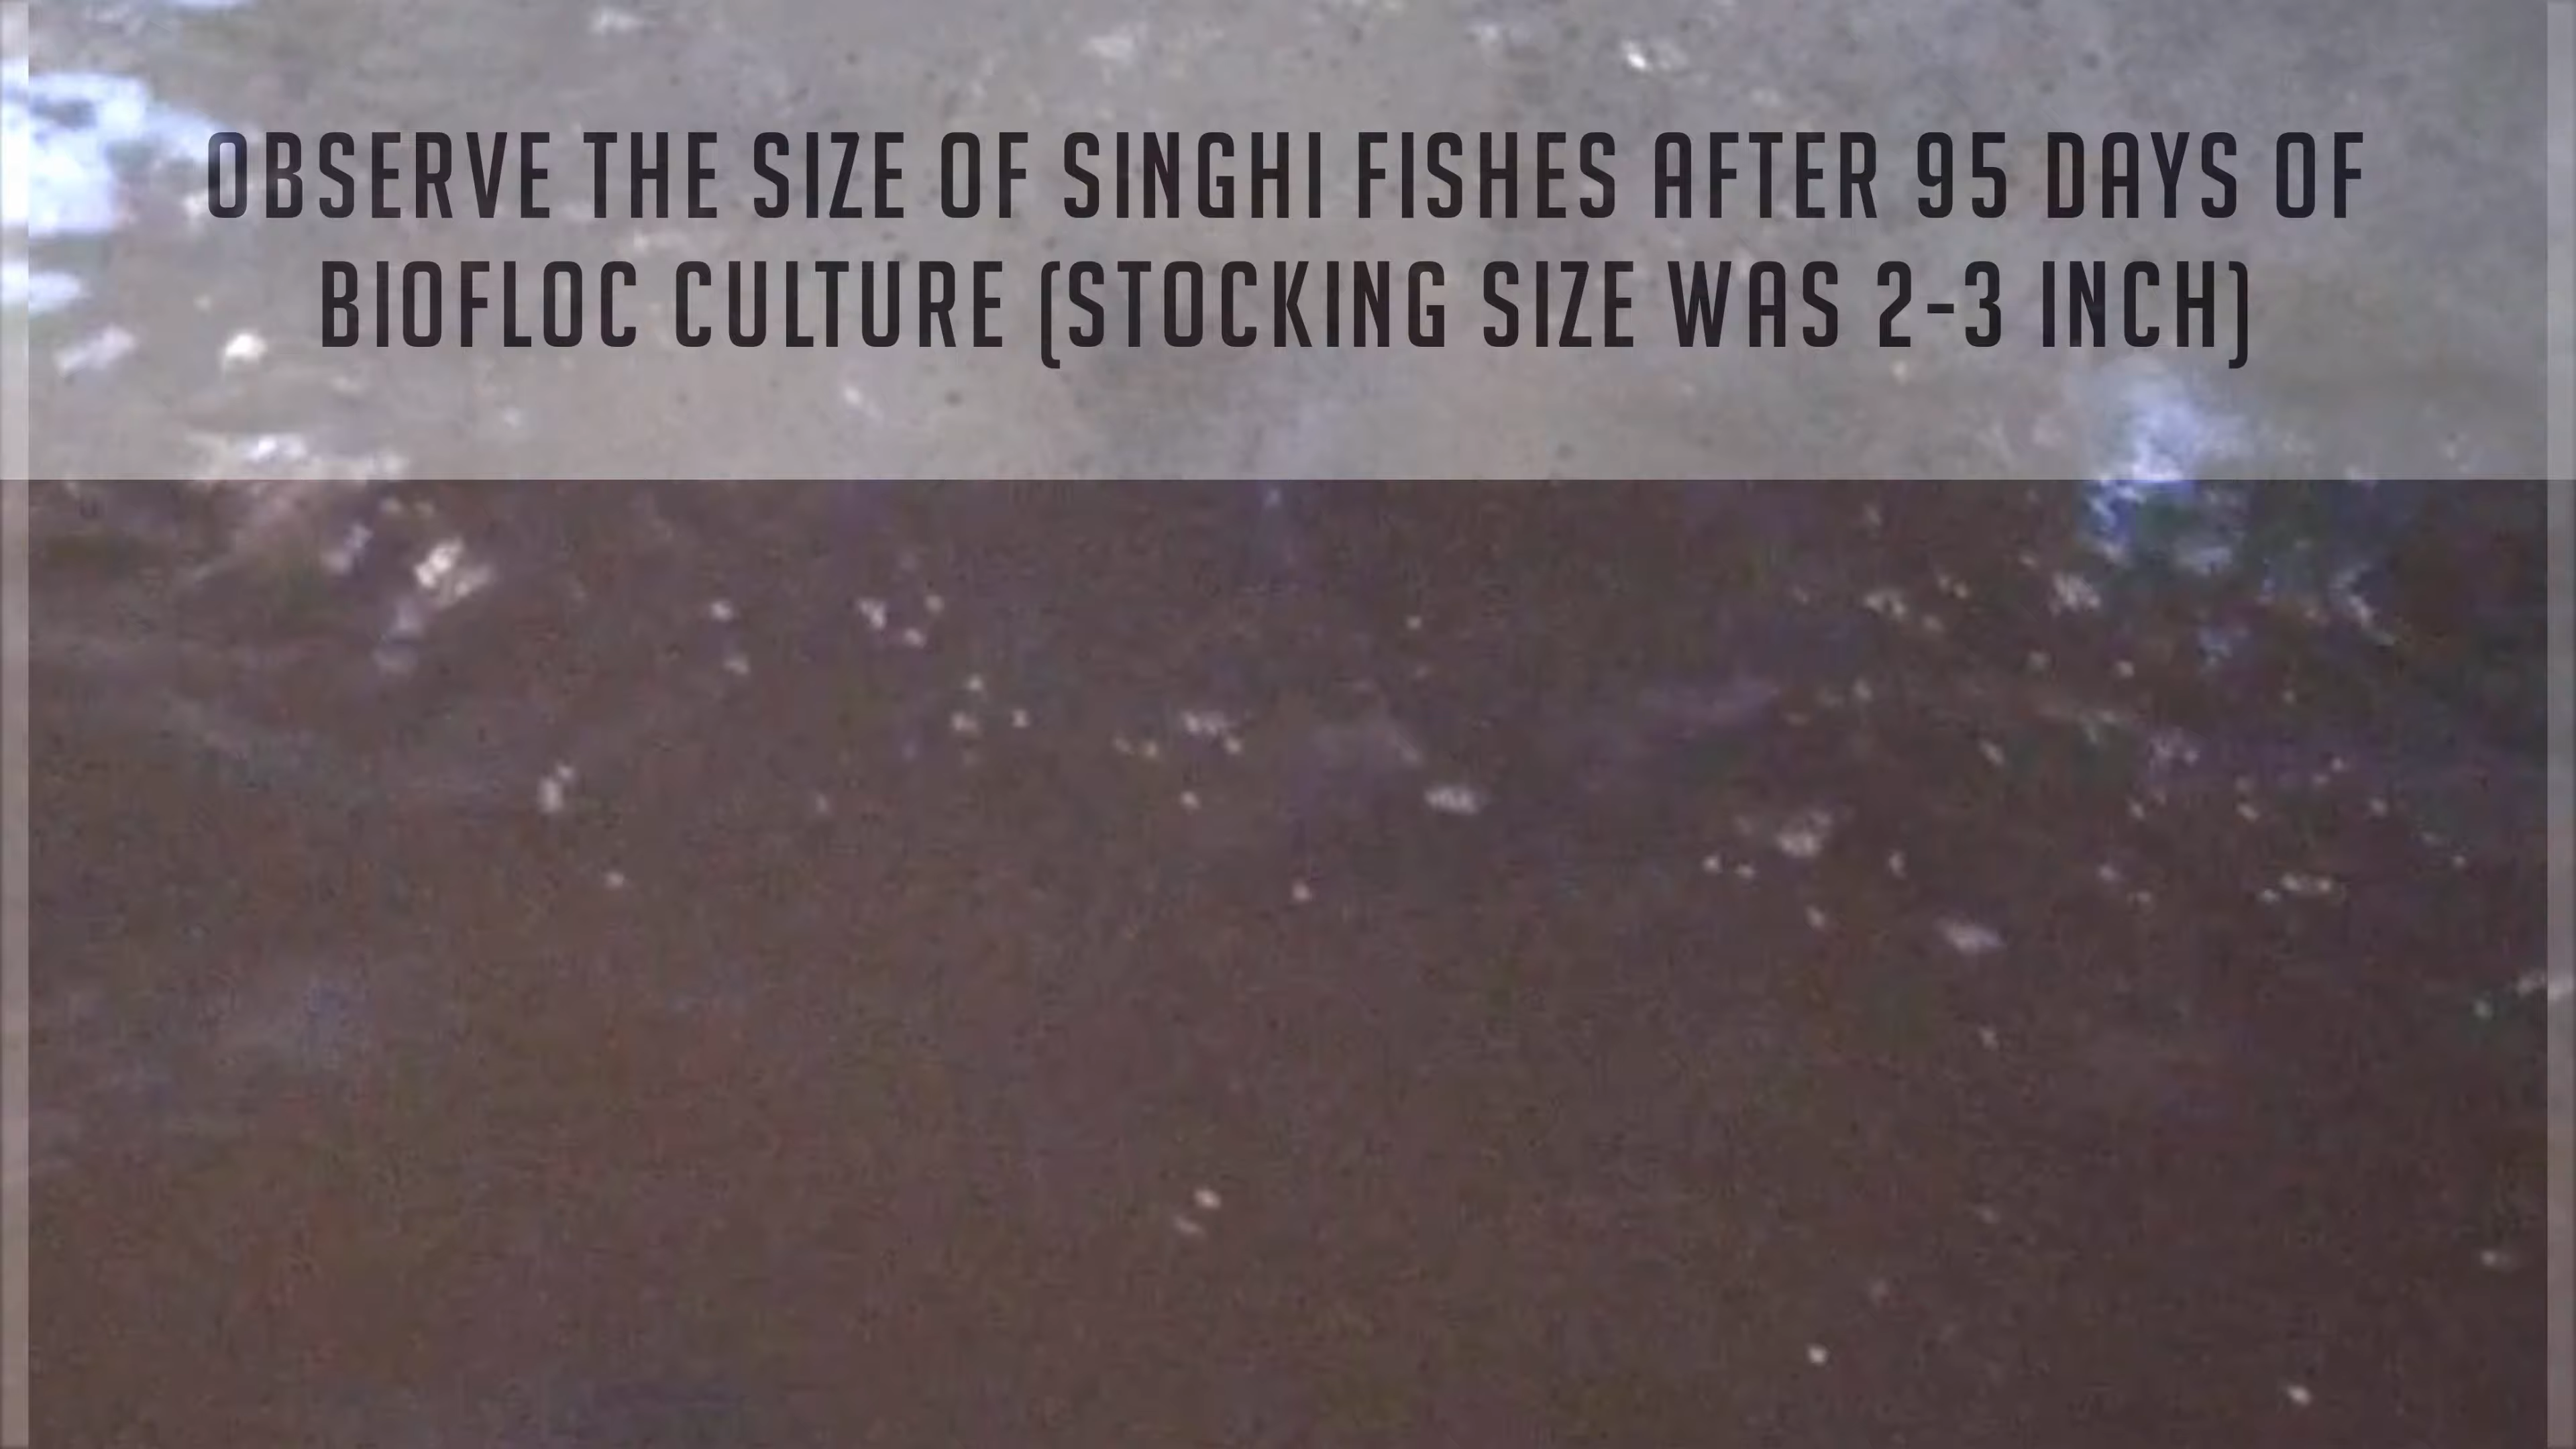 OBSERVE THE SIZE OF SINGHI FISHES AFTER 95 DAYS OF
BIOFLOC CULTURE (STOCKING SIZE WAS 2-3 INCH)